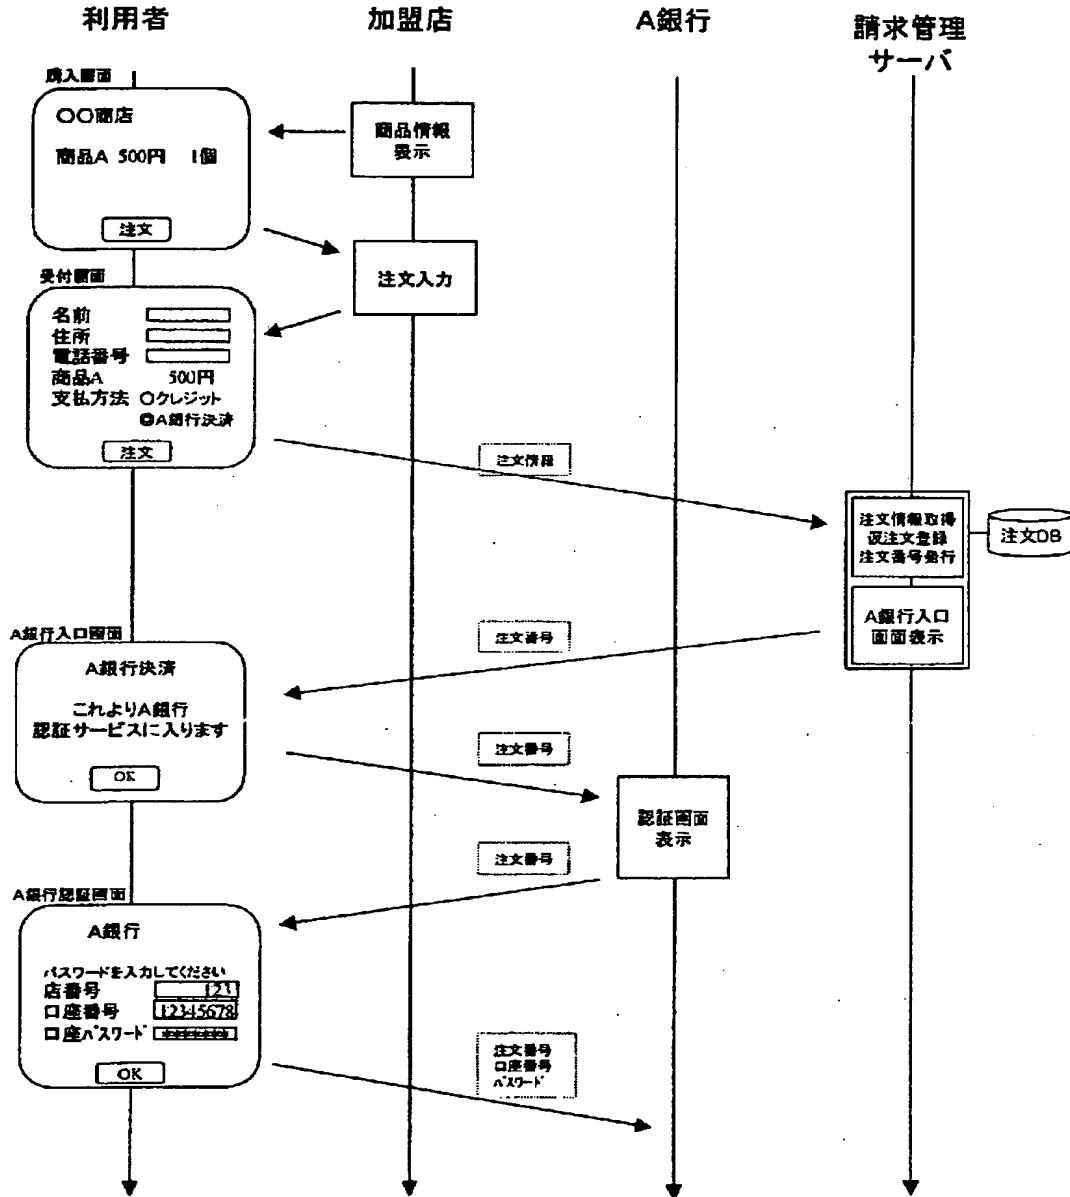 利用者
加盟店
A銀行
請求管理
サーバ
購入画面
〇〇商店
商品A 500円 1個
注文
商品情報
表示
注文入力
受付画面
名前
住所
電話番号
商品A 500円
支払方法 〇クレジット
◎A銀行決済
注文
注文情報
注文情報取得
仮注文登録
注文番号発行
注文DB
A銀行入口
画面表示
注文番号
A銀行入口画面
A銀行決済
これよりA銀行
認証サービスに入ります
OK
注文番号
認証画面
表示
注文番号
A銀行認証画面
A銀行
パスワードを入力してください
店番号 123
口座番号 12345678
口座パスワード *******
OK
注文番号
口座番号
パスワード